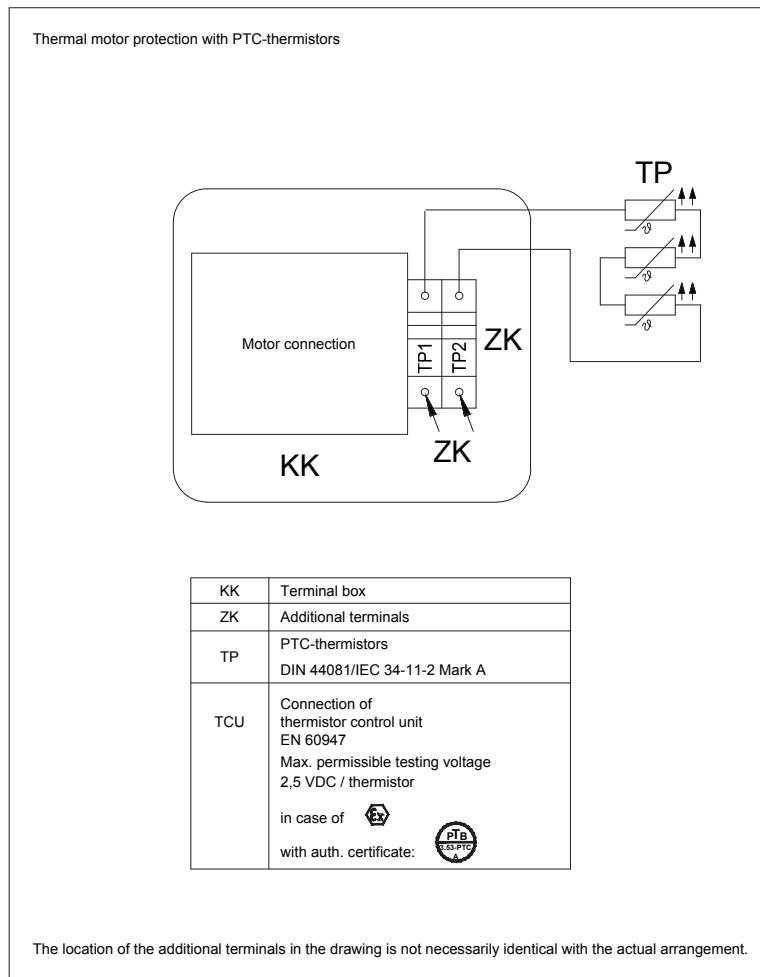 Thermal motor protection with PTC-thermistors
TP
ϑ
ϑ
ϑ
Motor connection
TP1
TP2
ZK
ZK
KK
KK Terminal box
ZK Additional terminals
TP PTC-thermistors
DIN 44081/IEC 34-11-2 Mark A
TCU Connection of
thermistor control unit
EN 60947
Max. permissible testing voltage
2,5 VDC / thermistor
in case of Ex
with auth. certificate: PTB
3.53-PTC
A
The location of the additional terminals in the drawing is not necessarily identical with the actual arrangement.